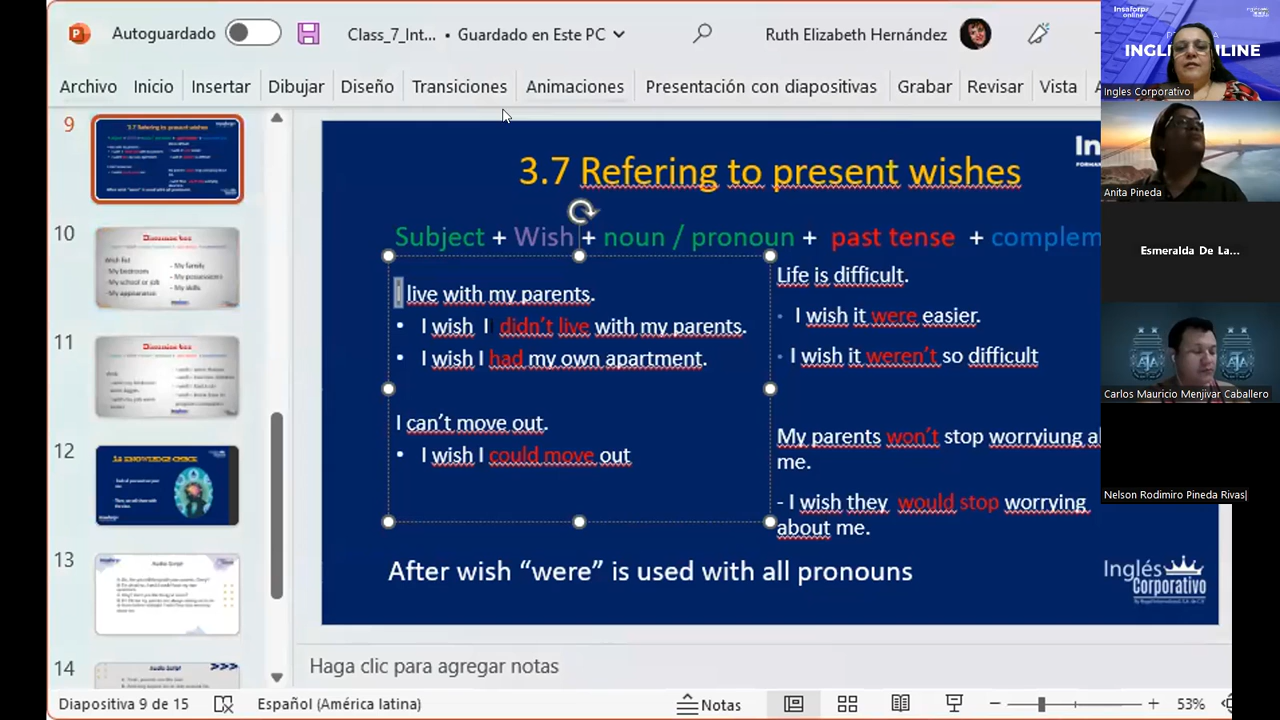 Autoguardado
Class_7_Int... • Guardado en Este PC
Ruth Elizabeth Hernández
Archivo Inicio Insertar Dibujar Diseño Transiciones Animaciones Presentación con diapositivas Grabar Revisar Vista
9
10
11
12
13
14
3.7 Refering to present wishes
Subject + Wish + noun / pronoun + past tense + complem
I live with my parents.
• I wish I didn't live with my parents.
• I wish I had my own apartment.
I can't move out.
• I wish I could move out
Life is difficult.
• I wish it were easier.
• I wish it weren't so difficult
My parents won't stop worryiung
me.
- I wish they would stop worrying
about me.
After wish “were” is used with all pronouns
Inglés
Corporativo
Haga clic para agregar notas
Diapositiva 9 de 15
Español (América latina)
Notas
53%
Insaforp
online
Ingles Corporativo
Anita Pineda
Esmeralda De La...
Carlos Mauricio Menjivar Caballero
Nelson Rodimiro Pineda Rivas